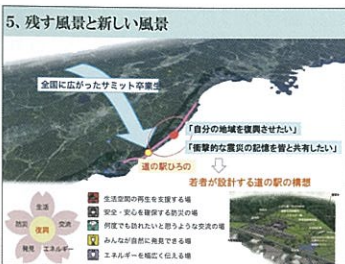 5、残す風景と新しい風景
全国に広がったサミット卒業生
「自分の地域を復興させたい」
「衝撃的な震災の記憶を皆と共有したい」
道の駅ひろの
若者が設計する道の駅の構想
生活
防災
復興
交流
発見
エネルギー
生活空間の再生を支援する場
安全・安心を確保する防災の場
何度でも訪れたいと思うような交流の場
みんなが自然に発見できる場
エネルギーを幅広く伝える場